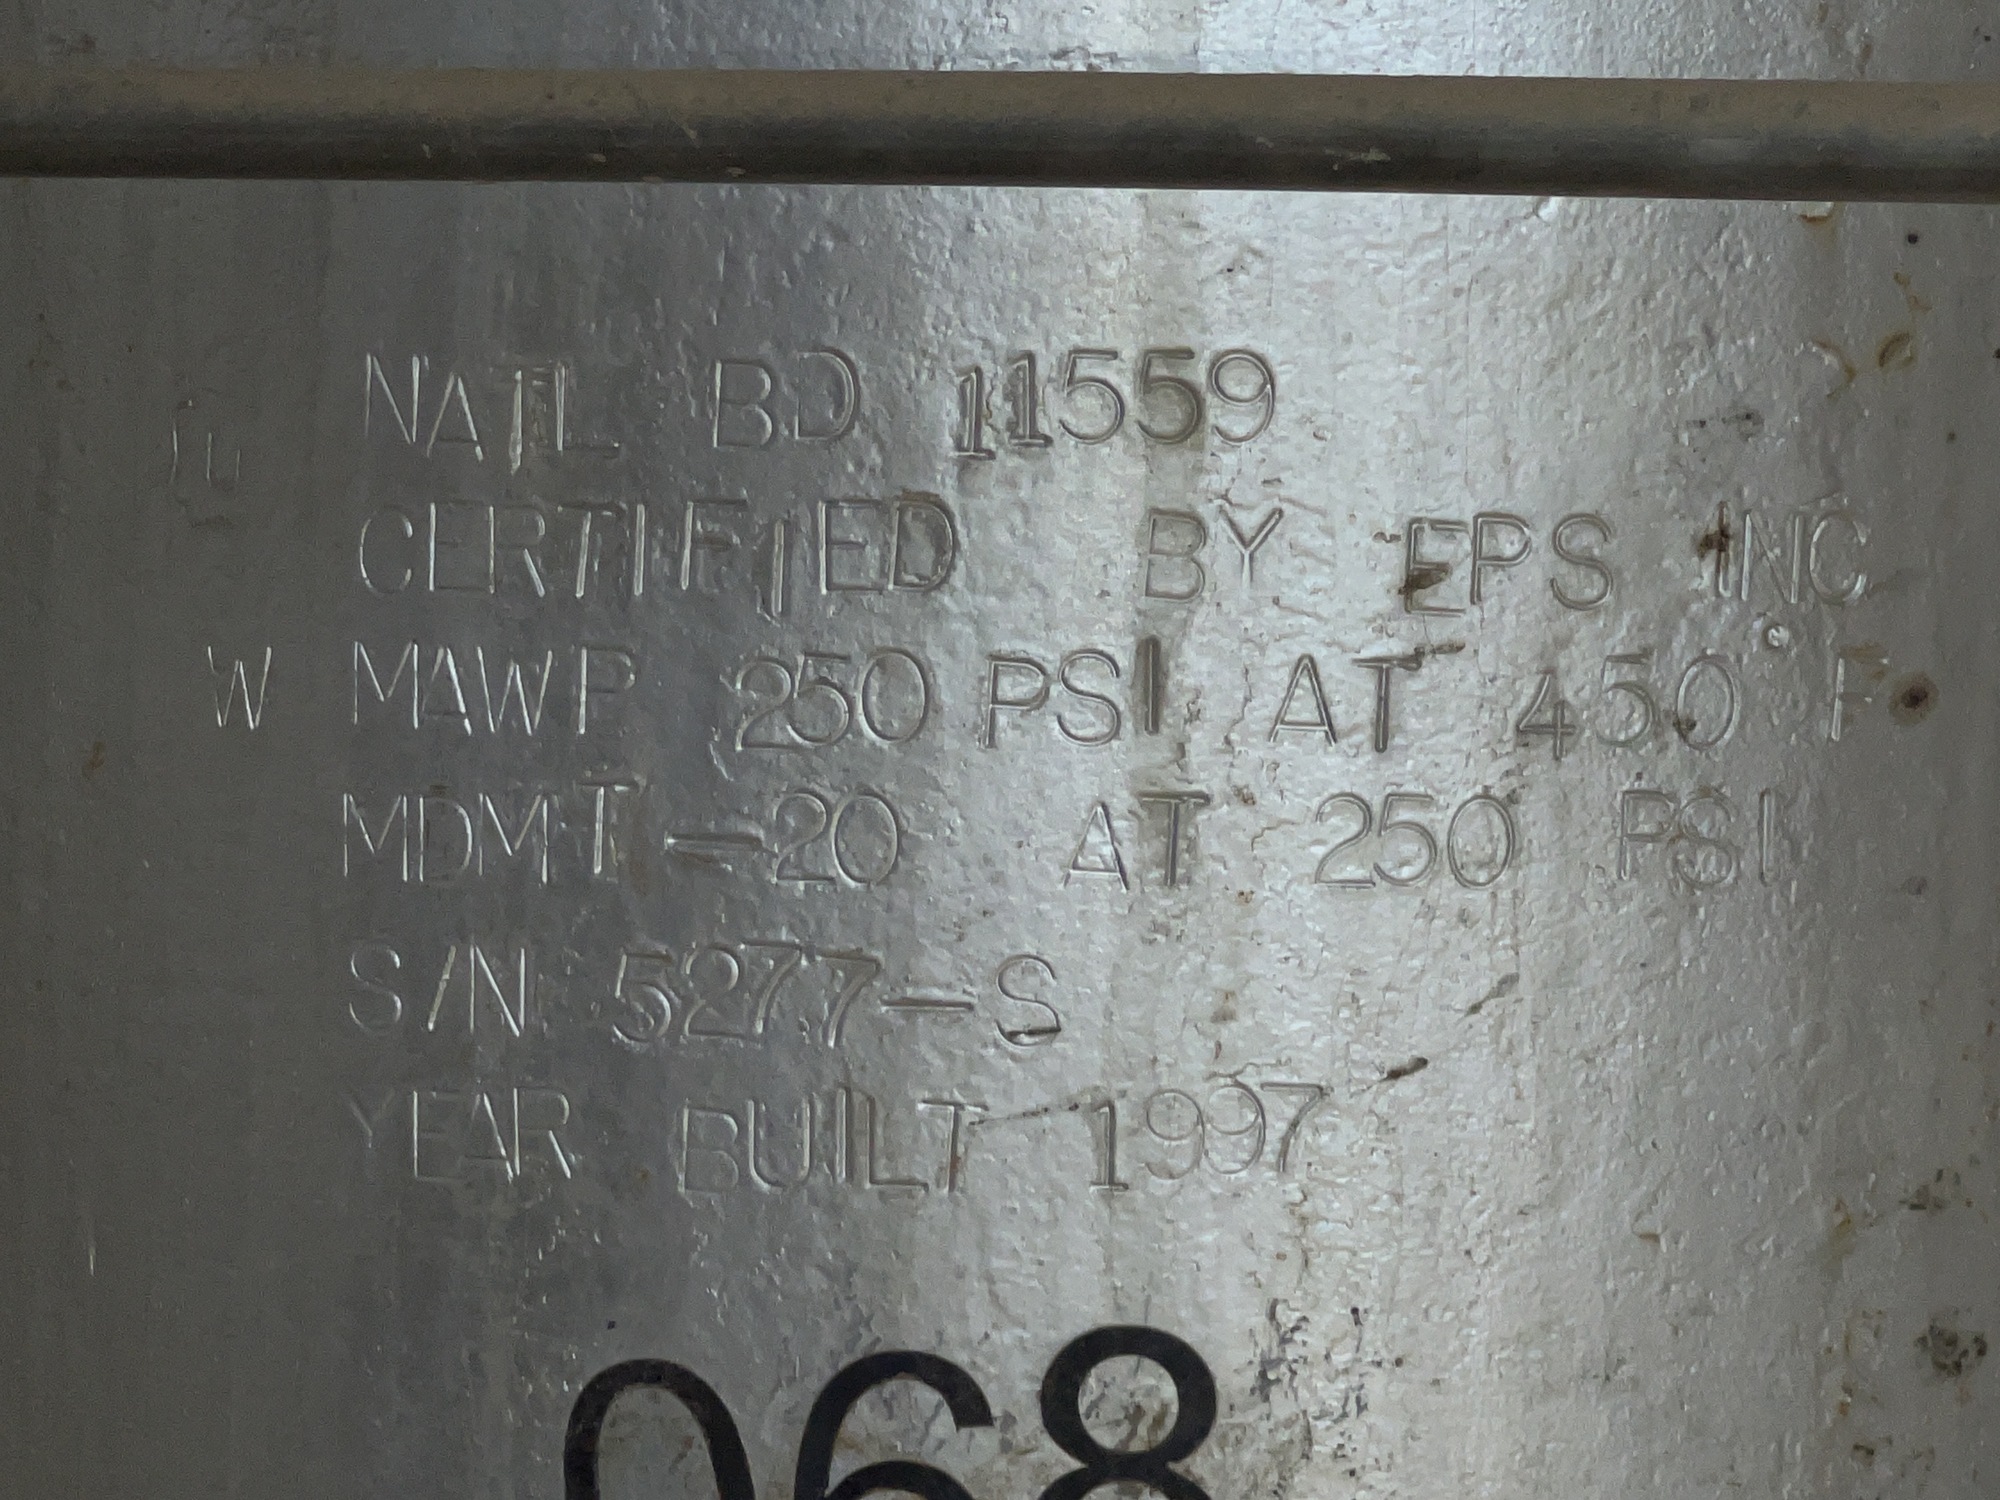 NAT'L BD 11559
CERTIFIED BY EPS INC
W MAWP 250 PSI AT 450° F
MDMT -20 AT 250 PSI
S/N 5277-S
YEAR BUILT 1997
068